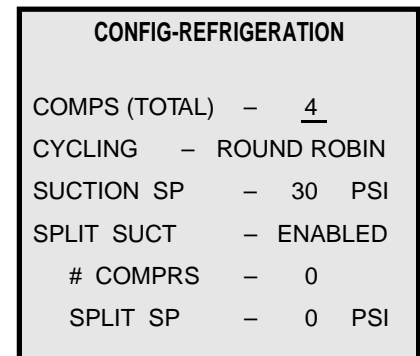 CONFIG-REFRIGERATION
COMPS (TOTAL) – 4
CYCLING – ROUND ROBIN
SUCTION SP – 30 PSI
SPLIT SUCT – ENABLED
# COMPRS – 0
SPLIT SP – 0 PSI